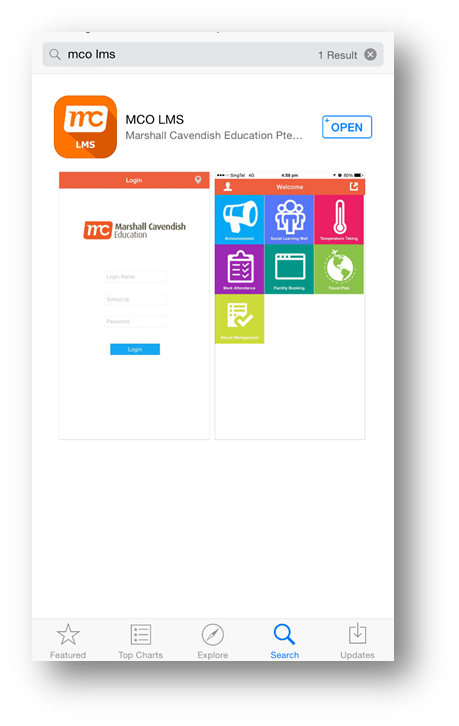 mco lms
1 Result
mc
LMS
MCO LMS
Marshall Cavendish Education Pte...
+
OPEN
Login
mc Marshall Cavendish
Education
Login Name
School Id
Password
Login
SingTel 4G 4:59 pm 80%
Welcome
Announcement
Social Learning Wall
Temperature Taking
Mark Attendance
Facility Booking
Travel Plan
Result Management
Featured
Top Charts
Explore
Search
Updates